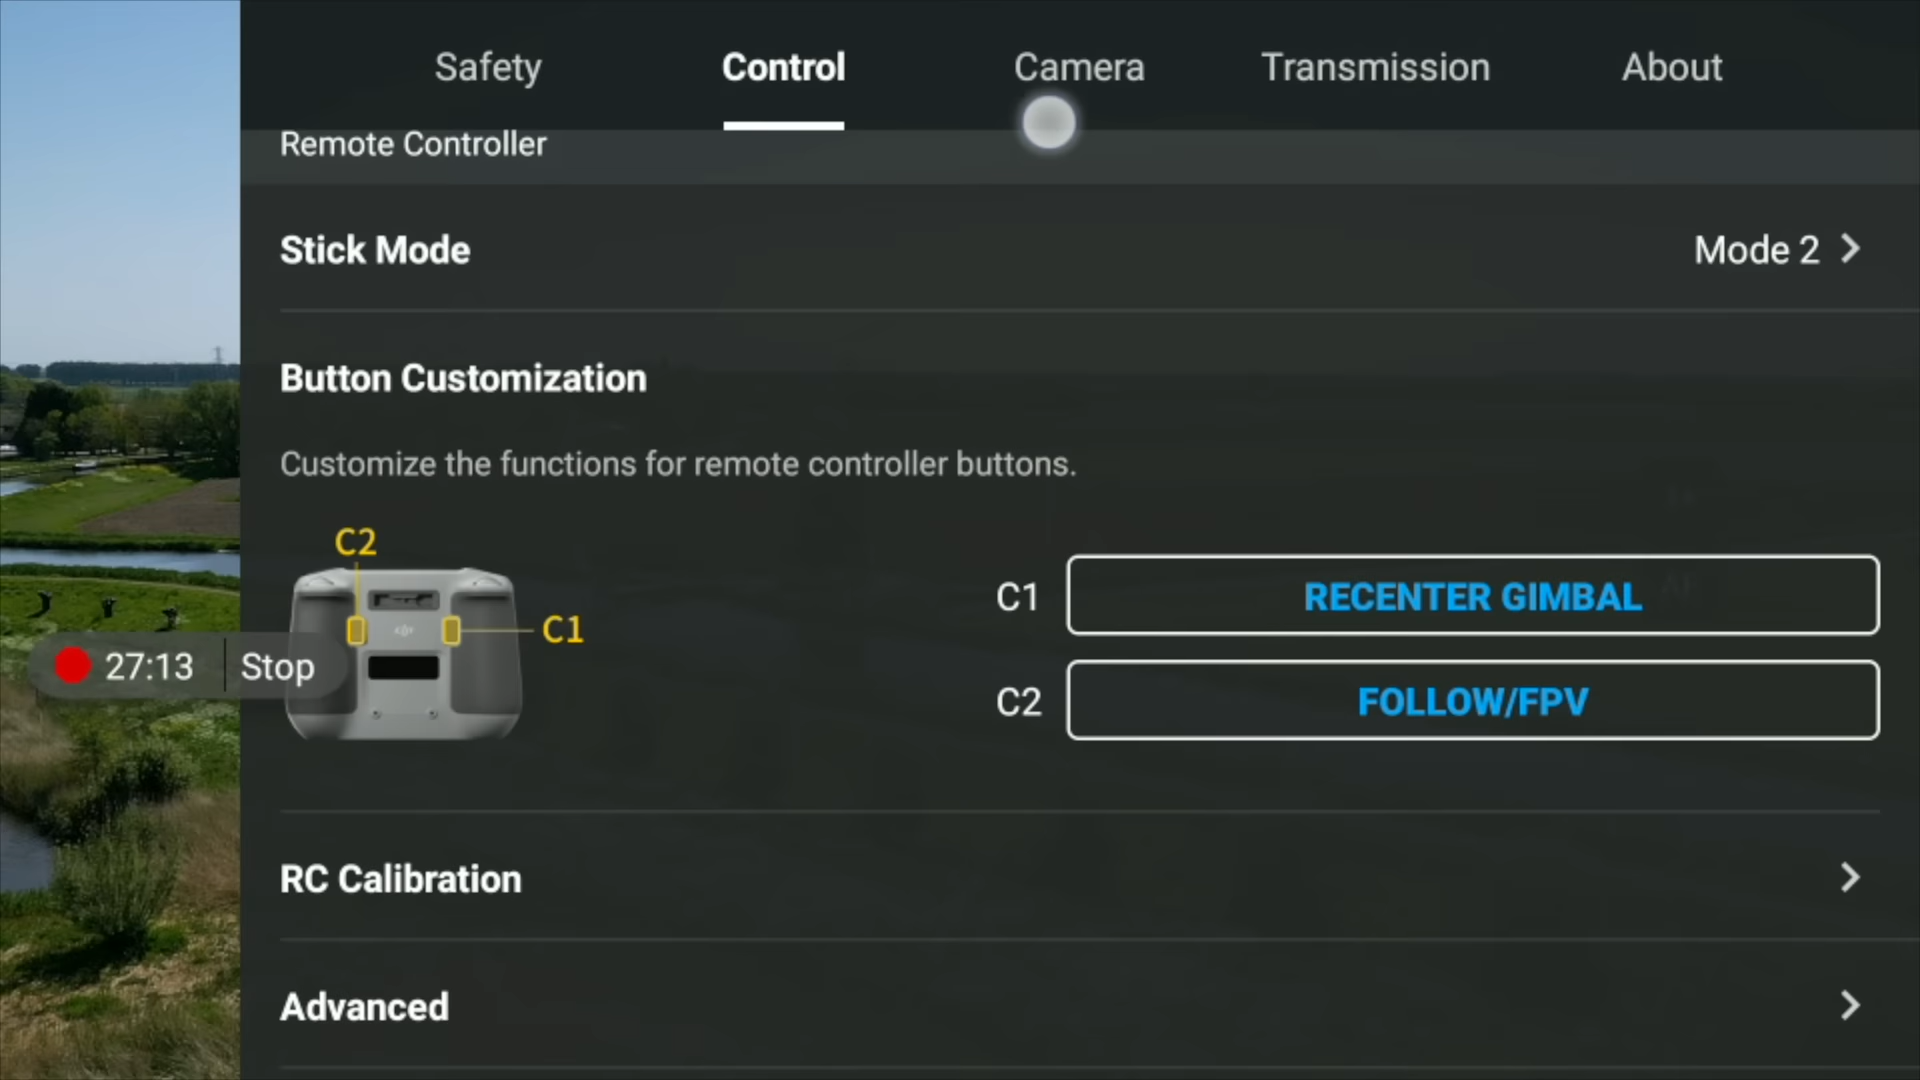 Safety Control Camera Transmission About
Remote Controller
Stick Mode Mode 2
Button Customization
Customize the functions for remote controller buttons.
C2
C1
C1 RECENTER GIMBAL
C2 FOLLOW/FPV
27:13 Stop
RC Calibration
Advanced